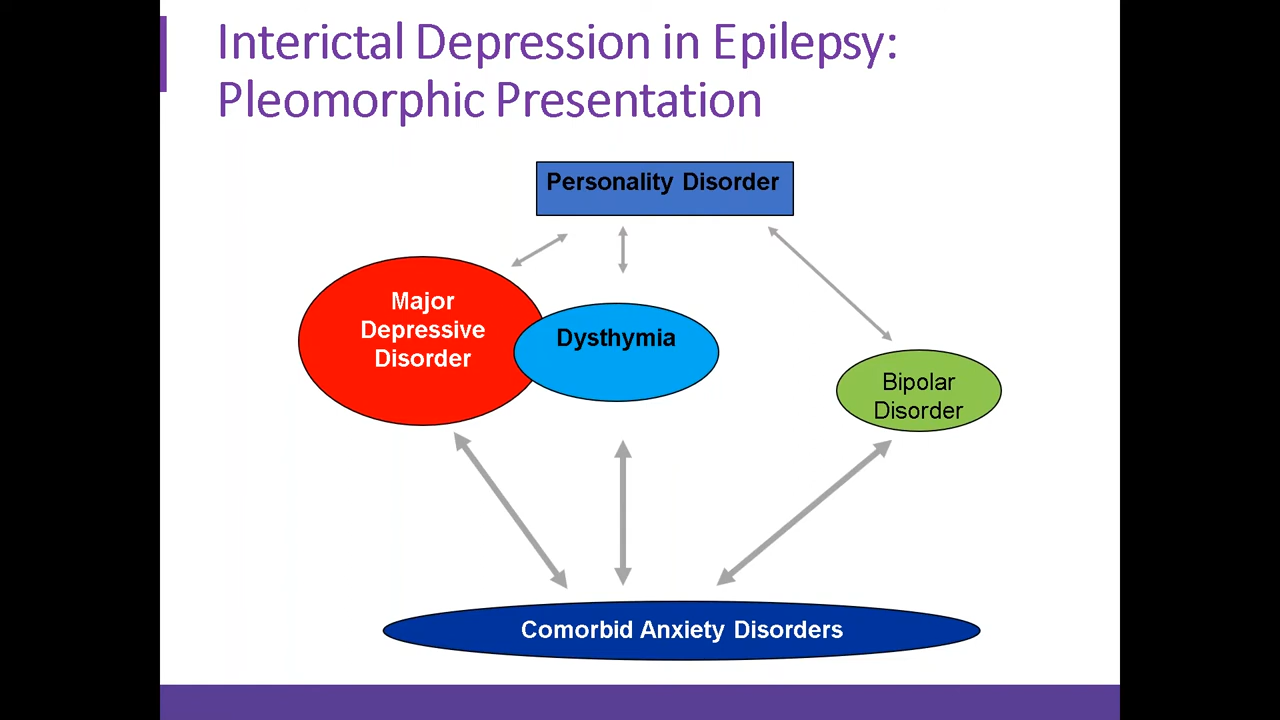 Interictal Depression in Epilepsy:
Pleomorphic Presentation
Personality Disorder
Major
Depressive
Disorder
Dysthymia
Bipolar
Disorder
Comorbid Anxiety Disorders